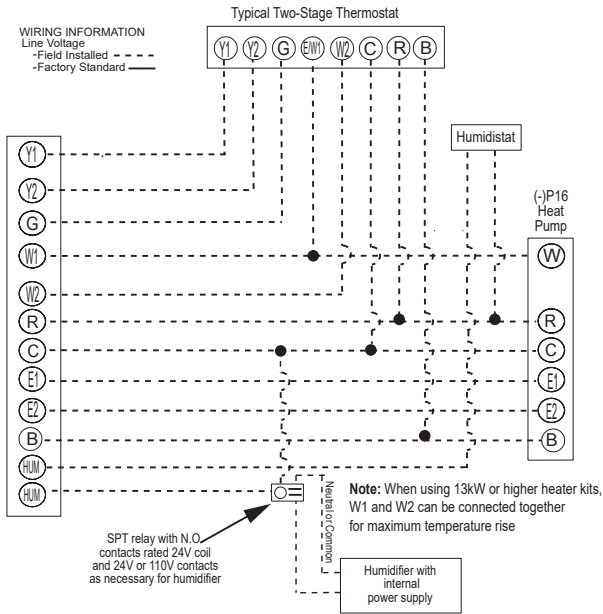 Typical Two-Stage Thermostat
WIRING INFORMATION
Line Voltage
-Field Installed
-Factory Standard
Y1 Y2 G E/W1 W2 C R B
Humidistat
Y1
Y2
G
W1
W2
R
C
E1
E2
B
HUM
HUM
(-)P16
Heat
Pump
W
R
C
E1
E2
B
Neutral or Common
Note: When using 13kW or higher heater kits,
W1 and W2 can be connected together
for maximum temperature rise
SPT relay with N.O.
contacts rated 24V coil
and 24V or 110V contacts
as necessary for humidifier
Humidifier with
internal
power supply